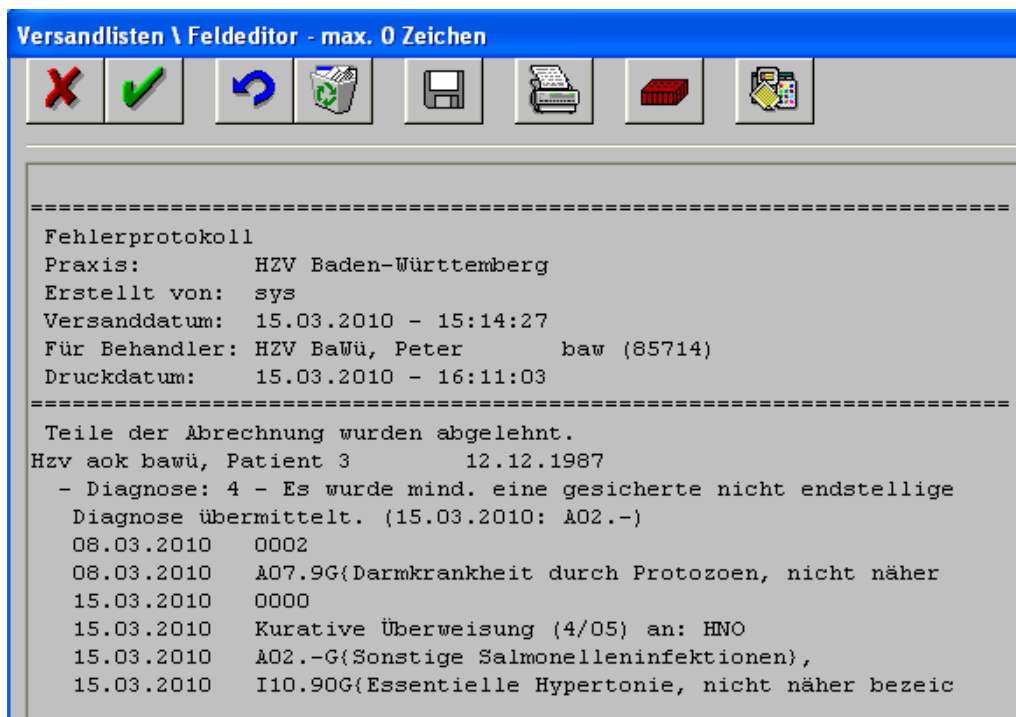 Versandlisten \ Feldeditor - max. 0 Zeichen
==========================================================================
Fehlerprotokoll
Praxis: HZV Baden-Württemberg
Erstellt von: sys
Versanddatum: 15.03.2010 - 15:14:27
Für Behandler: HZV BaWü, Peter baw (85714)
Druckdatum: 15.03.2010 - 16:11:03
==========================================================================
Teile der Abrechnung wurden abgelehnt.
Hzv aok bawü, Patient 3 12.12.1987
- Diagnose: 4 - Es wurde mind. eine gesicherte nicht endstellige
Diagnose übermittelt. (15.03.2010: A02.-)
08.03.2010 0002
08.03.2010 A07.9G{Darmkrankheit durch Protozoen, nicht näher
15.03.2010 0000
15.03.2010 Kurative Überweisung (4/05) an: HNO
15.03.2010 A02.-G{Sonstige Salmonelleninfektionen},
15.03.2010 I10.90G{Essentielle Hypertonie, nicht näher bezeic